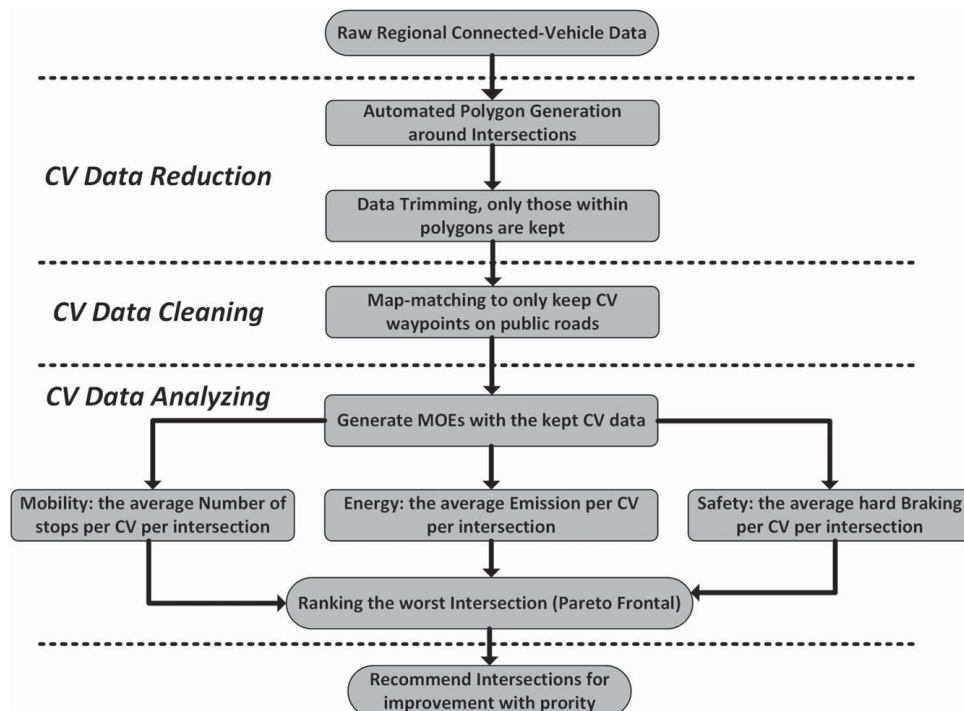 Raw Regional Connected-Vehicle Data
Automated Polygon Generation
around Intersections
CV Data Reduction
Data Trimming, only those within
polygons are kept
CV Data Cleaning
Map-matching to only keep CV
waypoints on public roads
CV Data Analyzing
Generate MOEs with the kept CV data
Mobility: the average Number of
stops per CV per intersection
Energy: the average Emission per CV
per intersection
Safety: the average hard Braking
per CV per intersection
Ranking the worst Intersection (Pareto Frontal)
Recommend Intersections for
improvement with prority